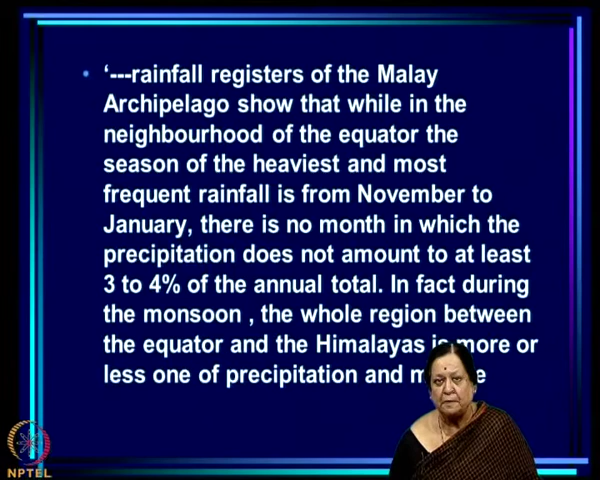 • '---rainfall registers of the Malay
Archipelago show that while in the
neighbourhood of the equator the
season of the heaviest and most
frequent rainfall is from November to
January, there is no month in which the
precipitation does not amount to at least
3 to 4% of the annual total. In fact during
the monsoon , the whole region between
the equator and the Himalayas is more or
less one of precipitation and
NPTEL